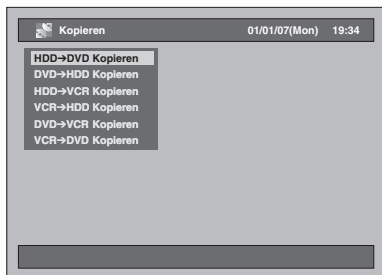 Kopieren 01/01/07(Mon) 19:34
HDD→DVD Kopieren
DVD→HDD Kopieren
HDD→VCR Kopieren
VCR→HDD Kopieren
DVD→VCR Kopieren
VCR→DVD Kopieren